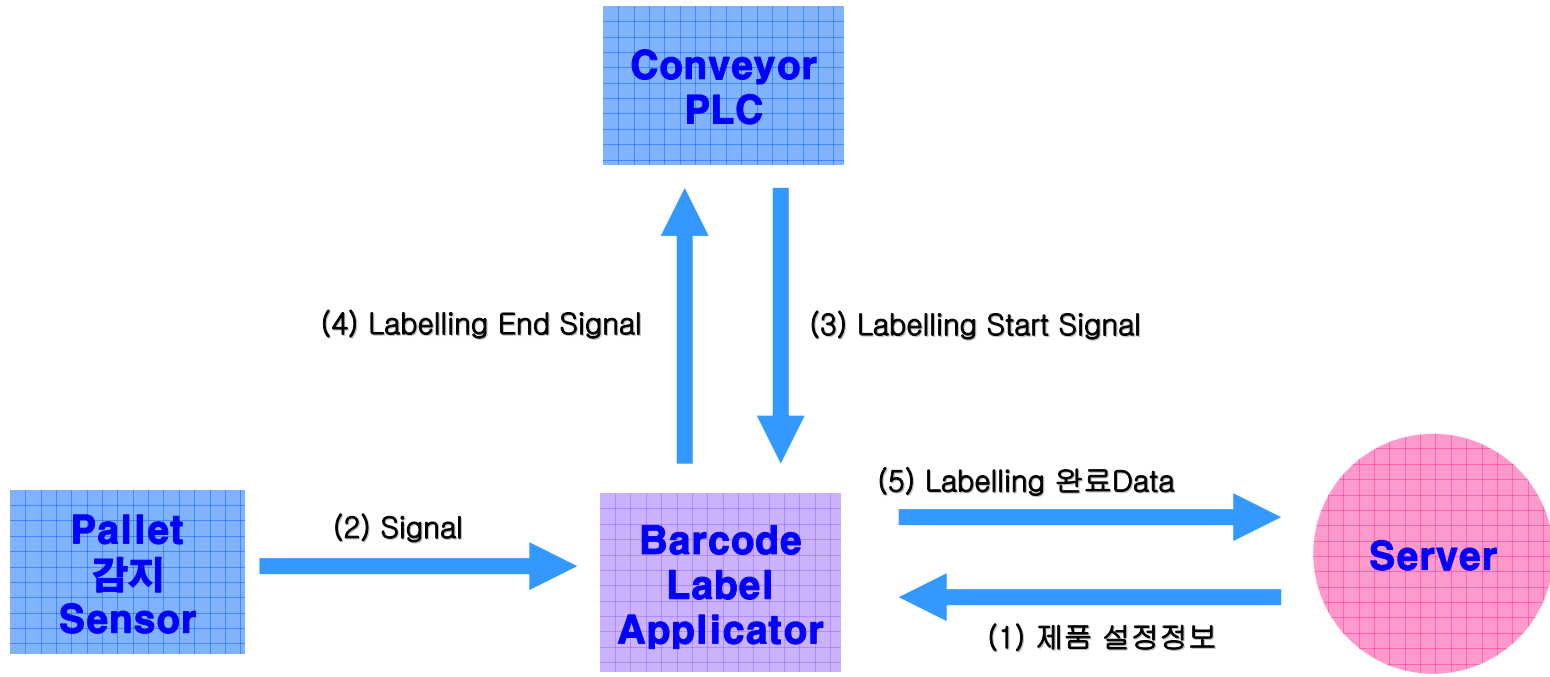 Conveyor
PLC
(4) Labelling End Signal
(3) Labelling Start Signal
Pallet
감지
Sensor
(2) Signal
Barcode
Label
Applicator
(5) Labelling 완료Data
(1) 제품 설정정보
Server